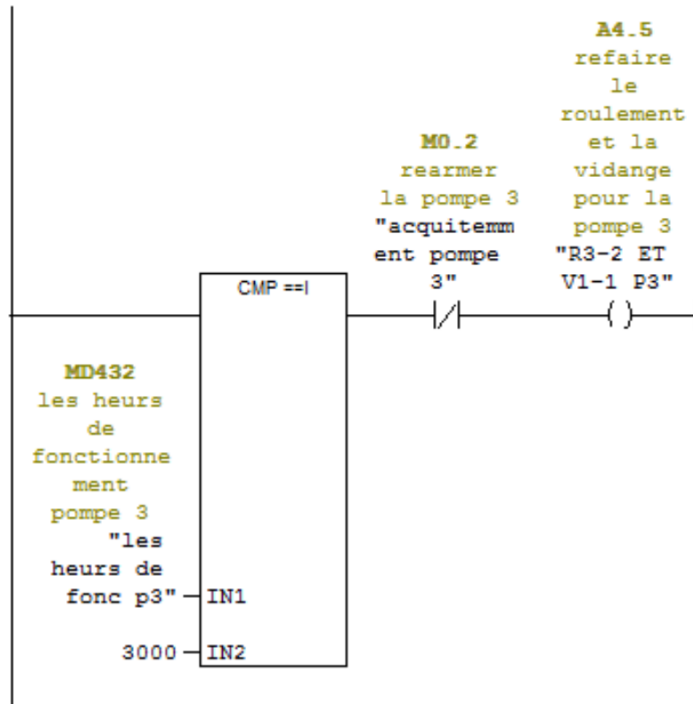 A4.5
refaire
le
roulement
et la
vidange
pour la
pompe 3
"R3-2 ET
V1-1 P3"
M0.2
rearmer
la pompe 3
"acquitemm
ent pompe
3"
CMP ==I
MD432
les heurs
de
fonctionne
ment
pompe 3
"les
heurs de
fonc p3"
IN1
3000
IN2